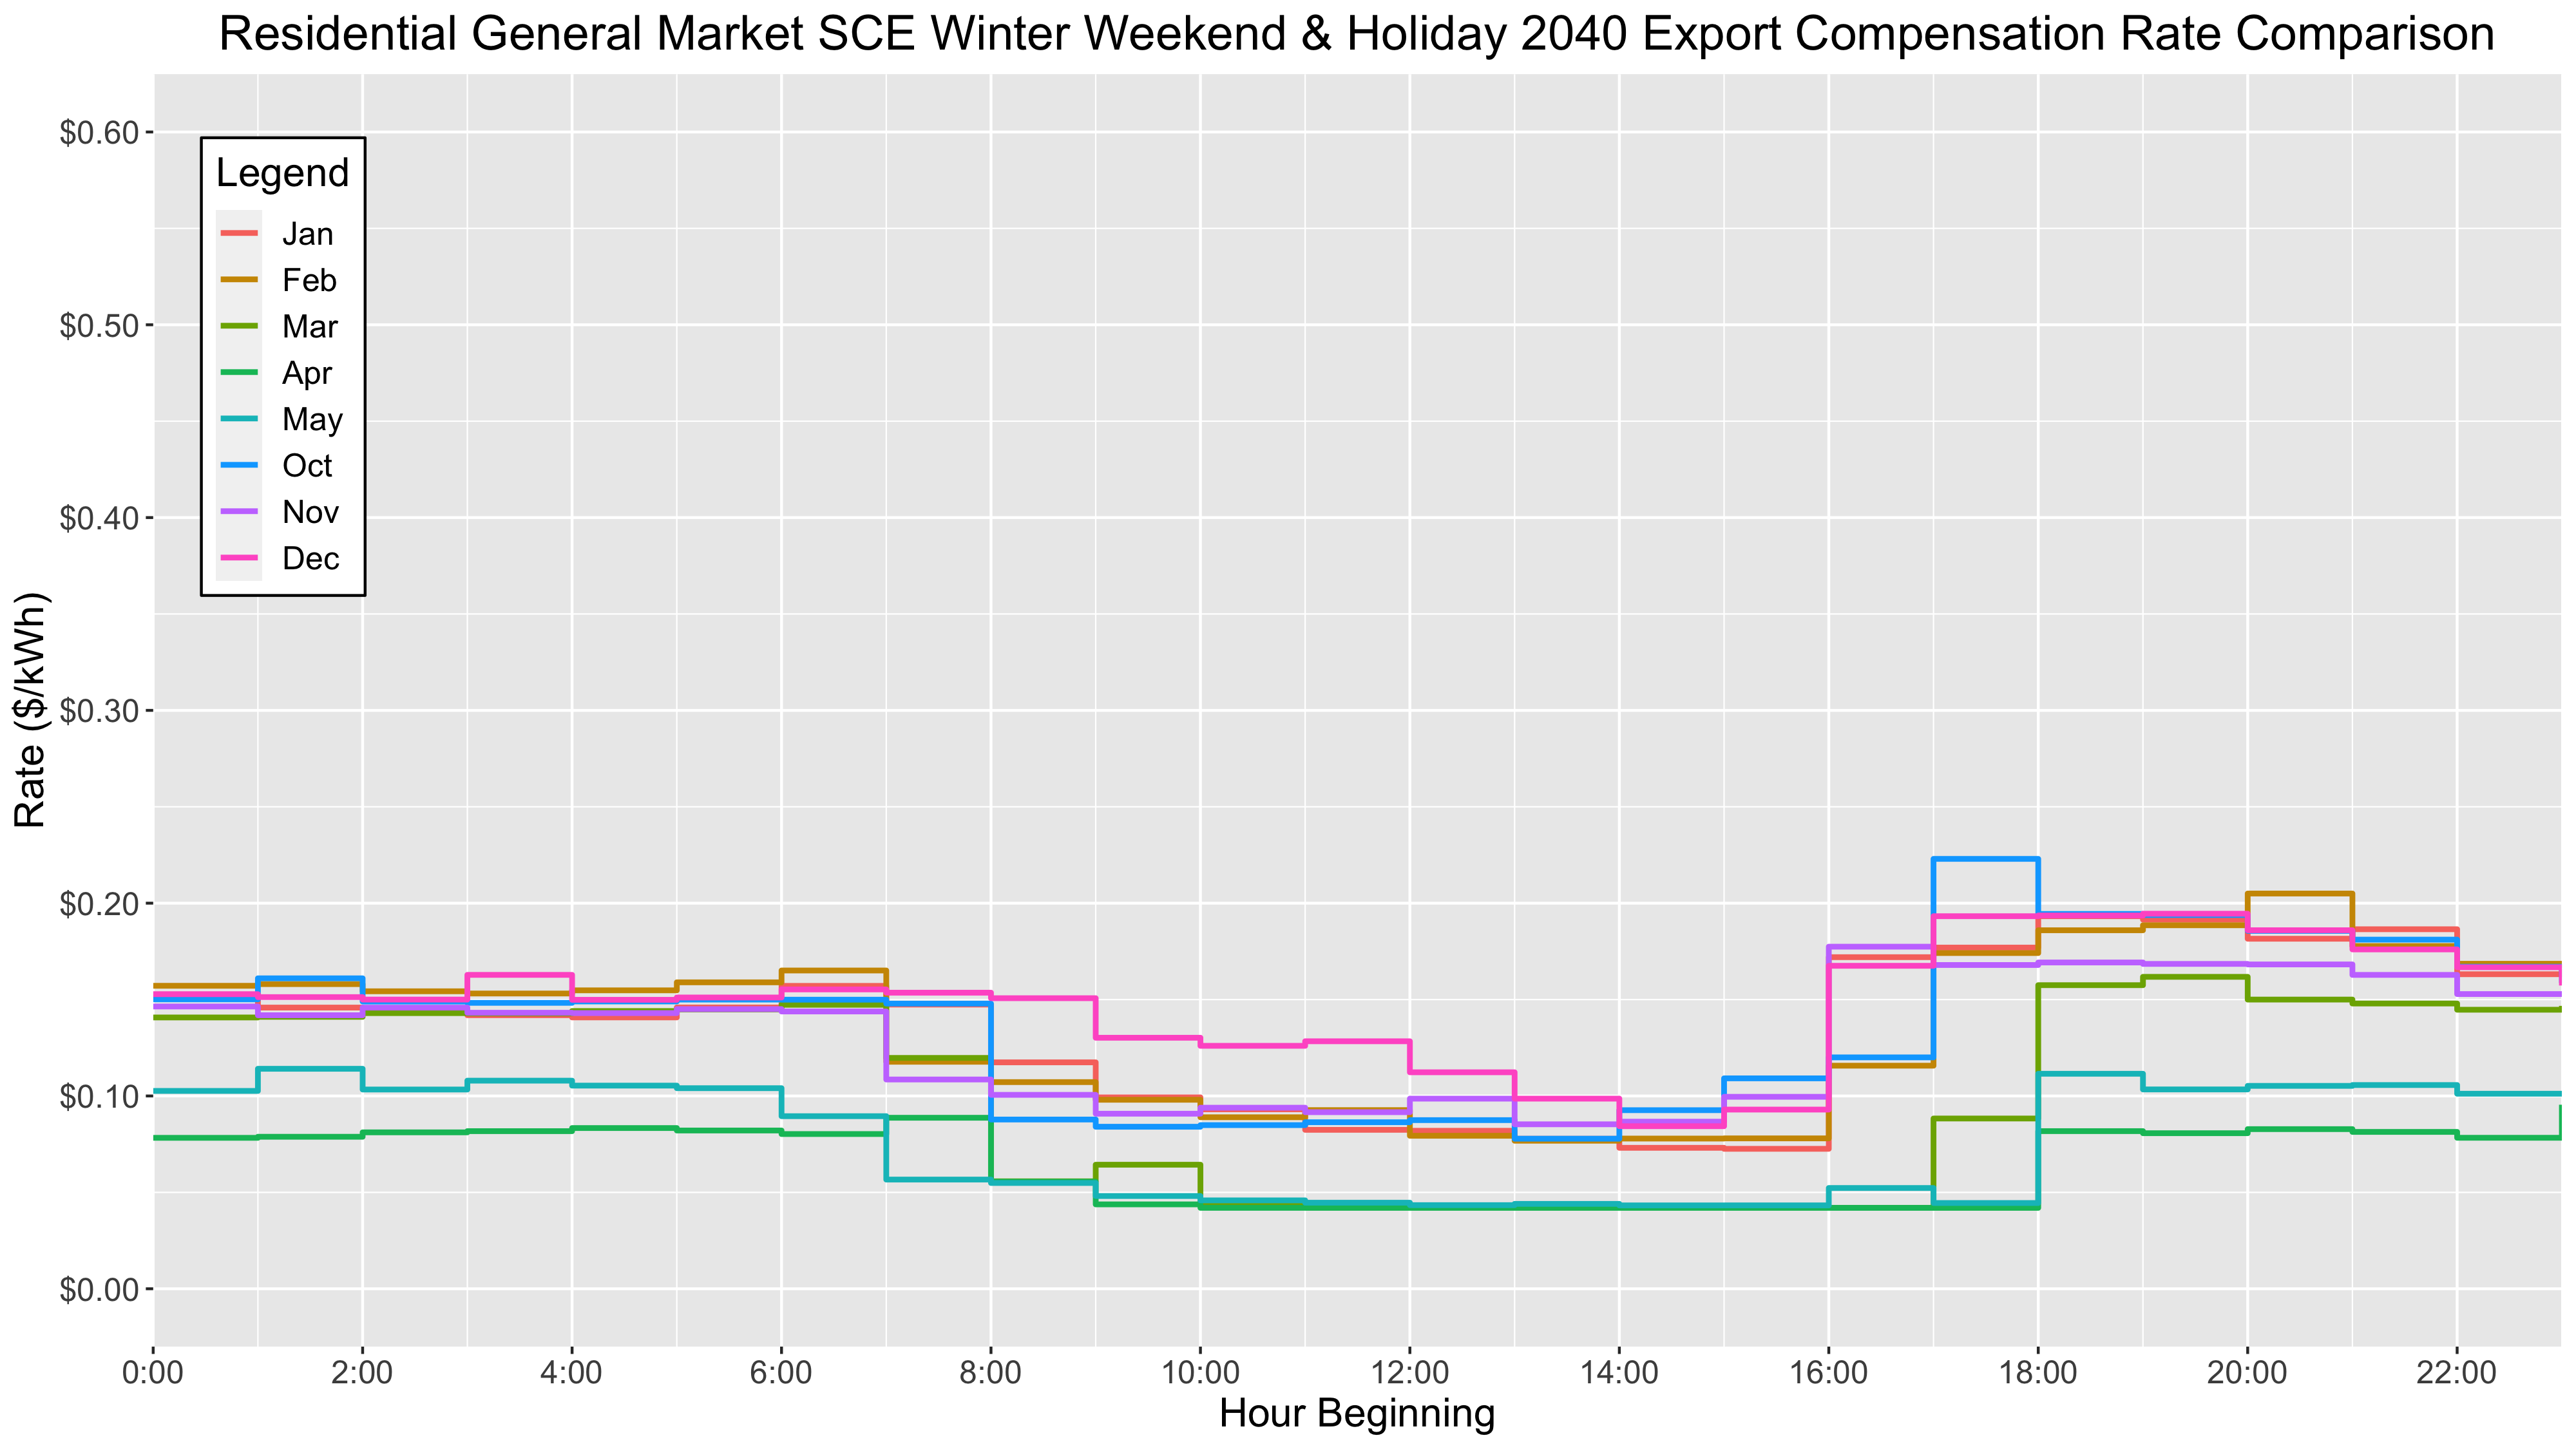 Residential General Market SCE Winter Weekend & Holiday 2040 Export Compensation Rate Comparison
$0.60
$0.50
$0.40
$0.30
$0.20
$0.10
$0.00
Rate ($/kWh)
Legend
Jan
Feb
Mar
Apr
May
Oct
Nov
Dec
0:00 2:00 4:00 6:00 8:00 10:00 12:00 14:00 16:00 18:00 20:00 22:00
Hour Beginning